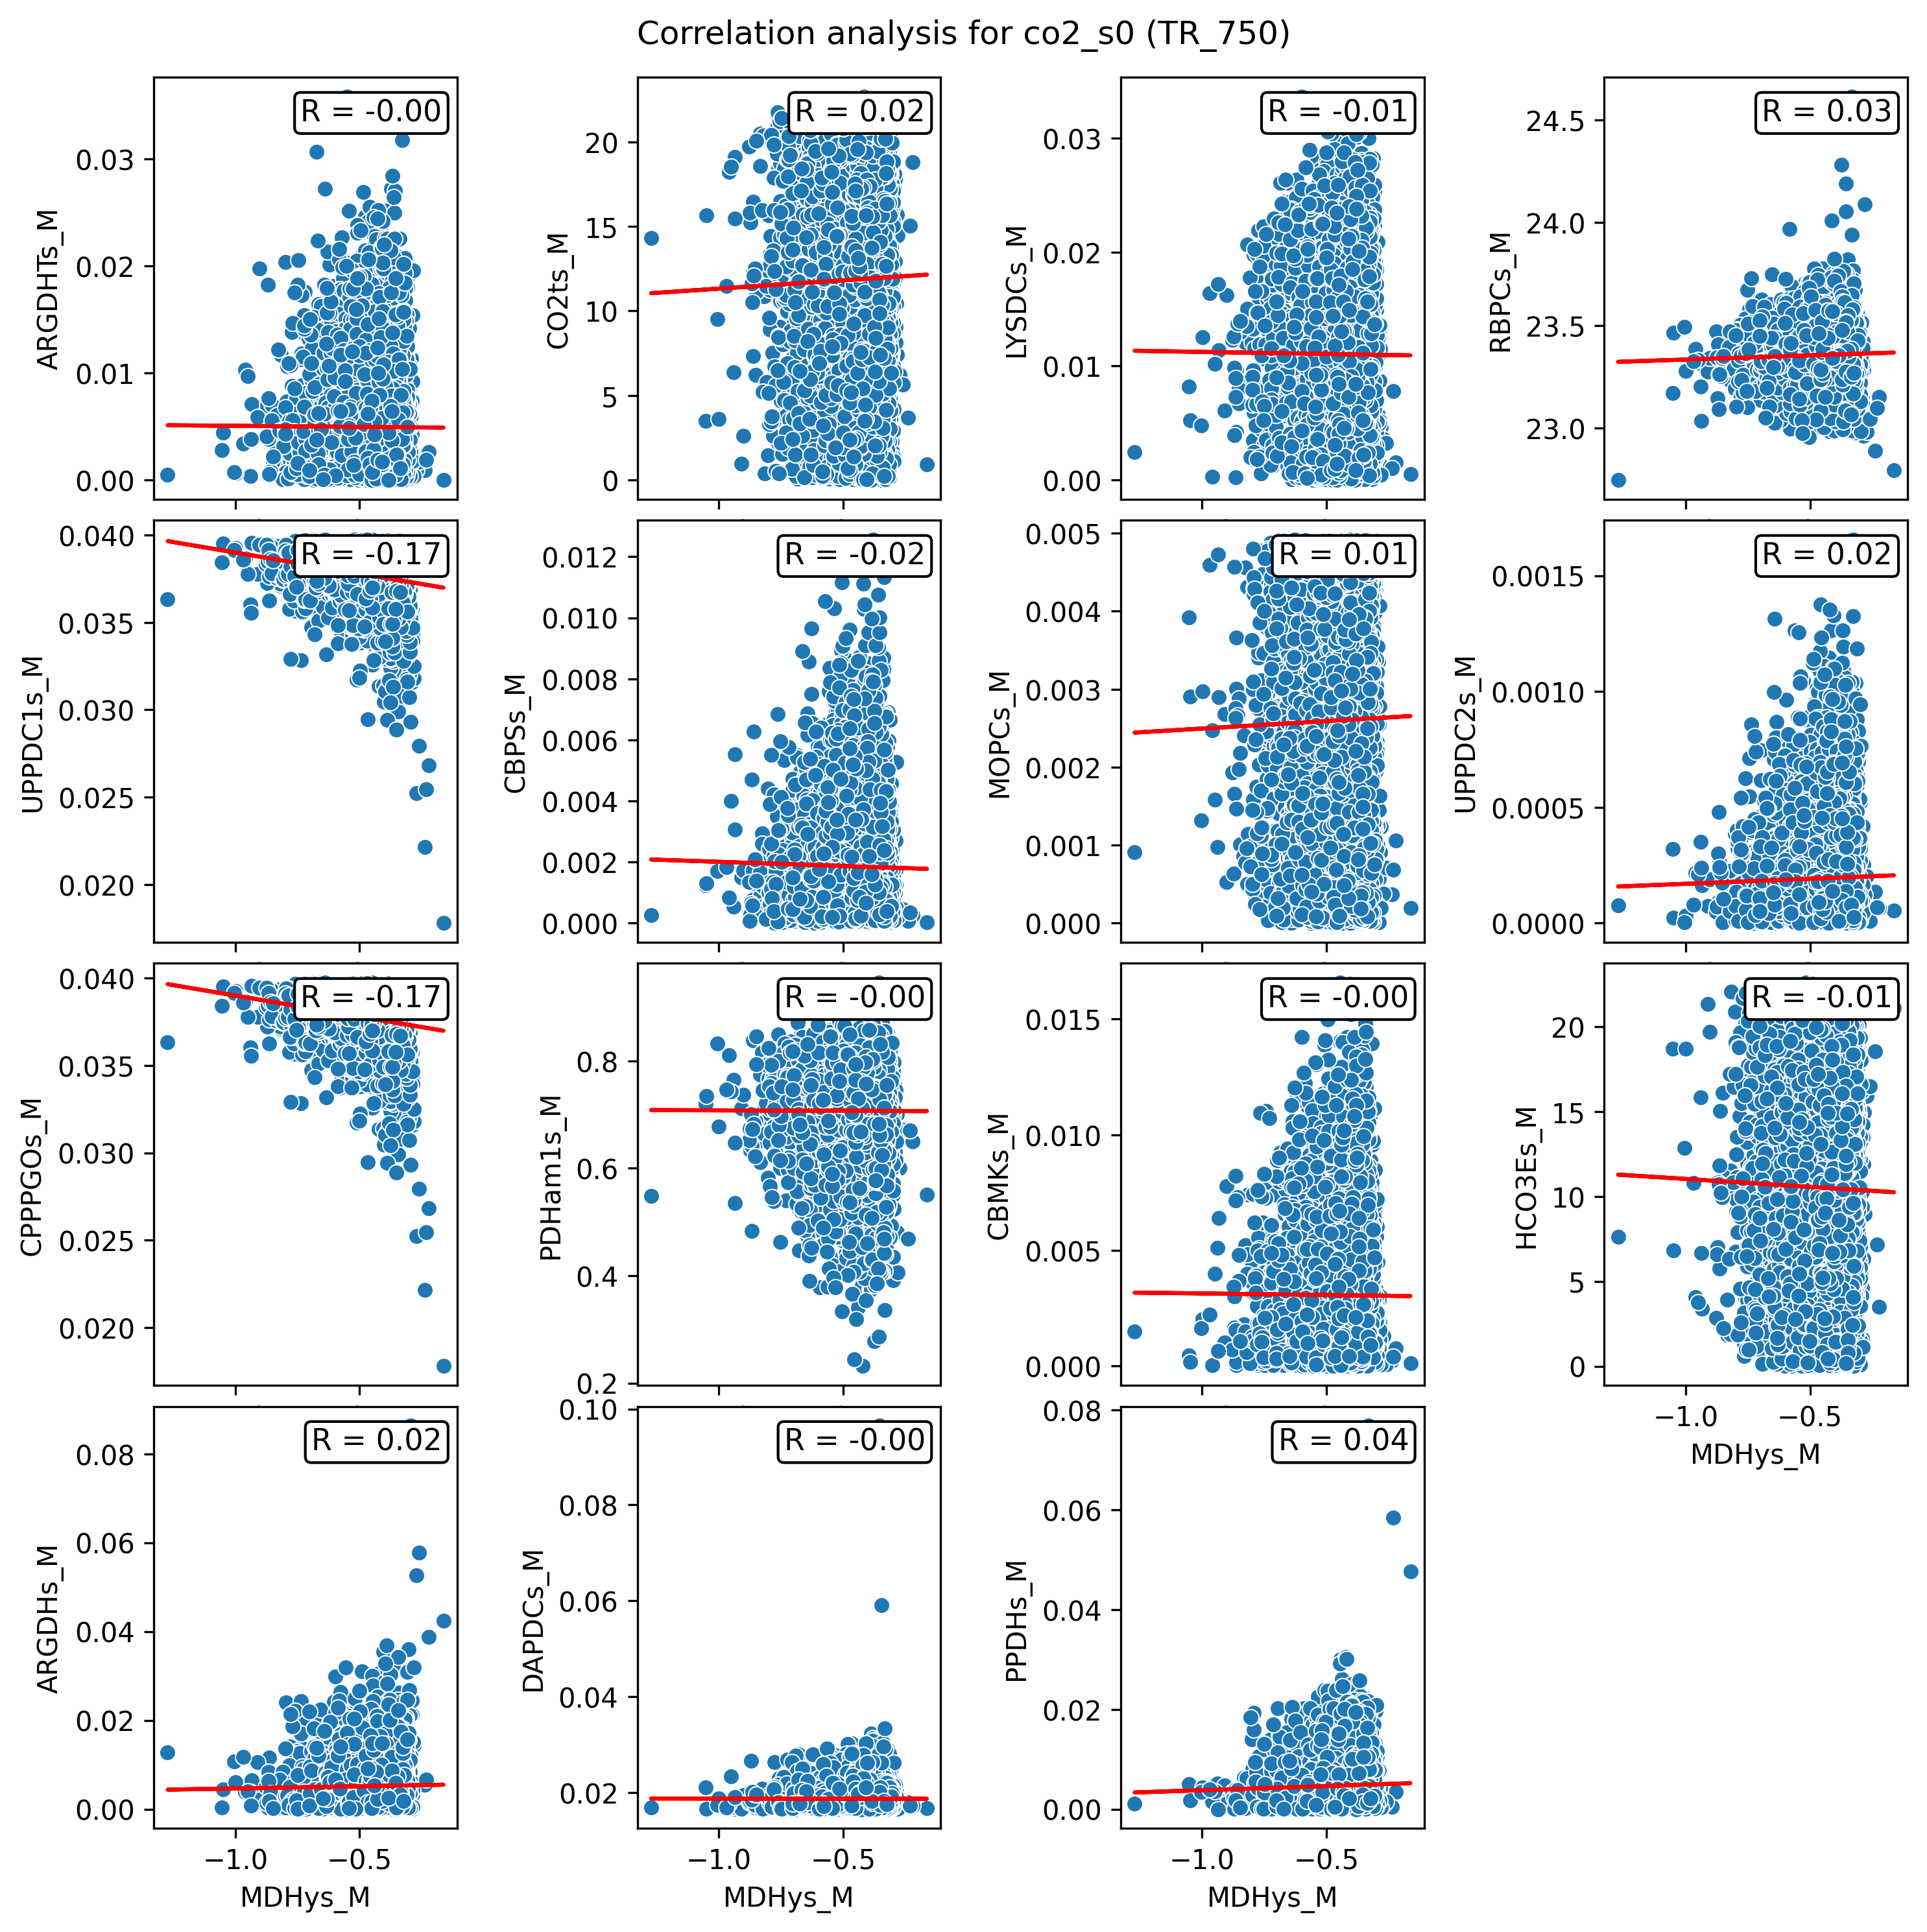 Correlation analysis for co2_s0 (TR_750)
R = -0.00
0.03
0.02
0.01
0.00
ARGDHTs_M
R = 0.02
20
15
10
5
0
CO2ts_M
R = -0.01
0.03
0.02
0.01
0.00
LYSDCs_M
R = 0.03
24.5
24.0
23.5
23.0
RBPCs_M
R = -0.17
0.040
0.035
0.030
0.025
0.020
UPPDC1s_M
R = -0.02
0.012
0.010
0.008
0.006
0.004
0.002
0.000
CBPSs_M
R = 0.01
0.005
0.004
0.003
0.002
0.001
0.000
MOPCs_M
R = 0.02
0.0015
0.0010
0.0005
0.0000
UPPDC2s_M
R = -0.17
0.040
0.035
0.030
0.025
0.020
CPPPGOs_M
R = -0.00
0.8
0.6
0.4
0.2
PDHam1s_M
R = -0.00
0.015
0.010
0.005
0.000
CBMKs_M
R = -0.01
20
15
10
5
0
HCO3Es_M
−1.0 −0.5
MDHys_M
R = 0.02
0.08
0.06
0.04
0.02
0.00
ARGDHs_M
−1.0 −0.5
MDHys_M
R = -0.00
0.10
0.08
0.06
0.04
0.02
DAPDCs_M
−1.0 −0.5
MDHys_M
R = 0.04
0.08
0.06
0.04
0.02
0.00
PPDHs_M
−1.0 −0.5
MDHys_M